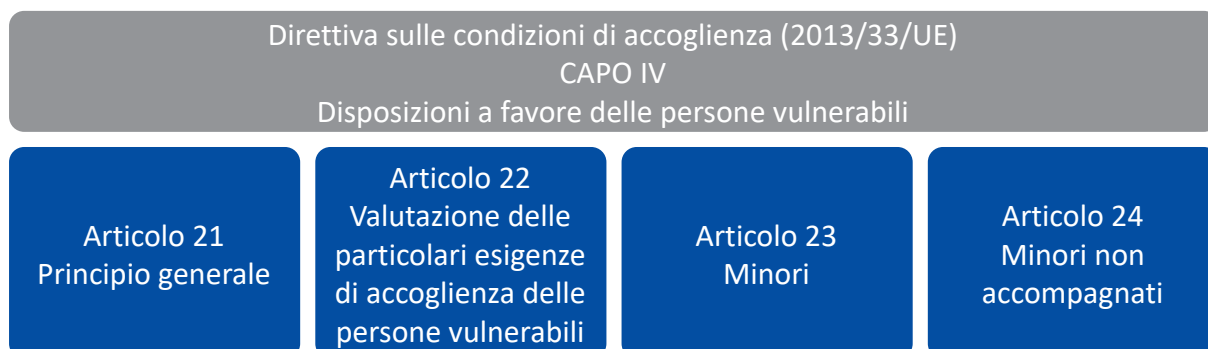 Direttiva sulle condizioni di accoglienza (2013/33/UE)
CAPO IV
Disposizioni a favore delle persone vulnerabili
Articolo 21
Principio generale
Articolo 22
Valutazione delle
particolari esigenze
di accoglienza delle
persone vulnerabili
Articolo 23
Minori
Articolo 24
Minori non
accompagnati